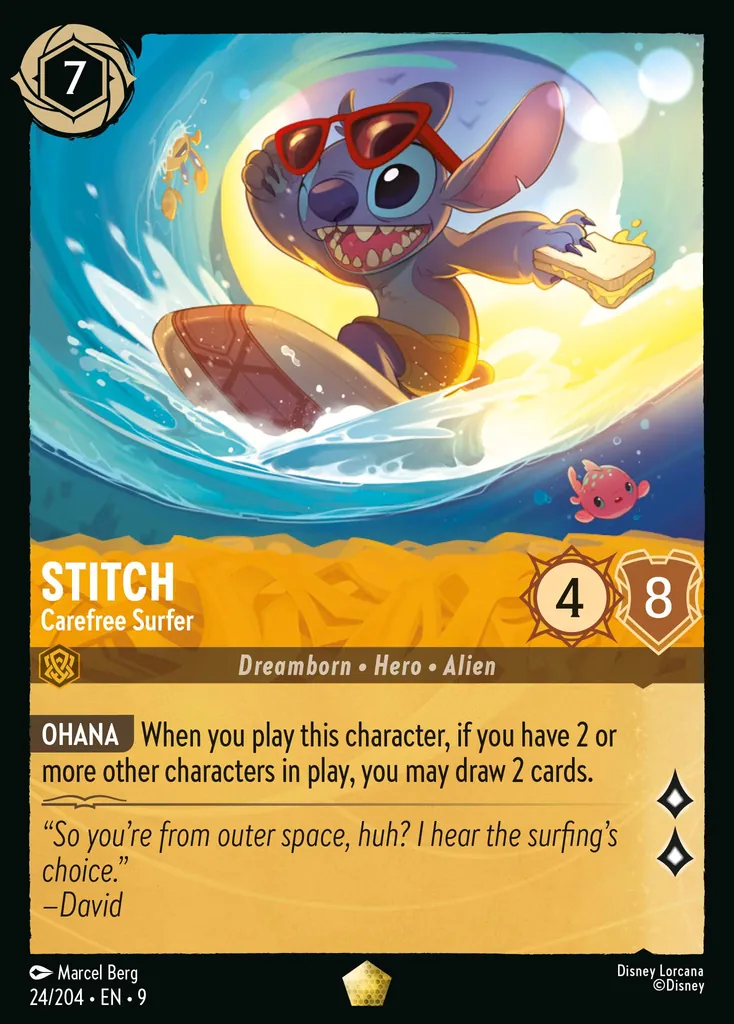 7
STITCH
Carefree Surfer
4
8
Dreamborn • Hero • Alien
OHANA When you play this character, if you have 2 or
more other characters in play, you may draw 2 cards.
“So you’re from outer space, huh? I hear the surfing’s
choice.”
–David
Marcel Berg
24/204 • EN • 9
Disney Lorcana
©Disney